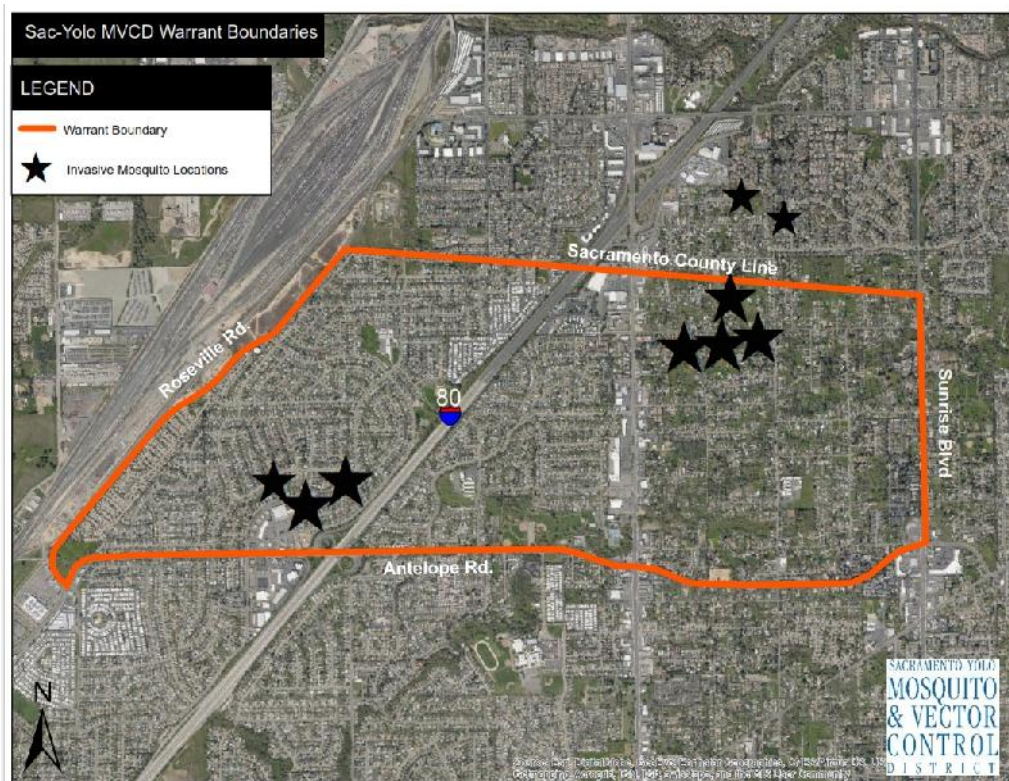 Sac-Yolo MVCD Warrant Boundaries
LEGEND
Warrant Boundary
Invasive Mosquito Locations
Sacramento County Line
Roseville Rd.
80
Sunrise Blvd
Antelope Rd.
N
SACRAMENTO YOLO
MOSQUITO
& VECTOR
CONTROL
DISTRICT